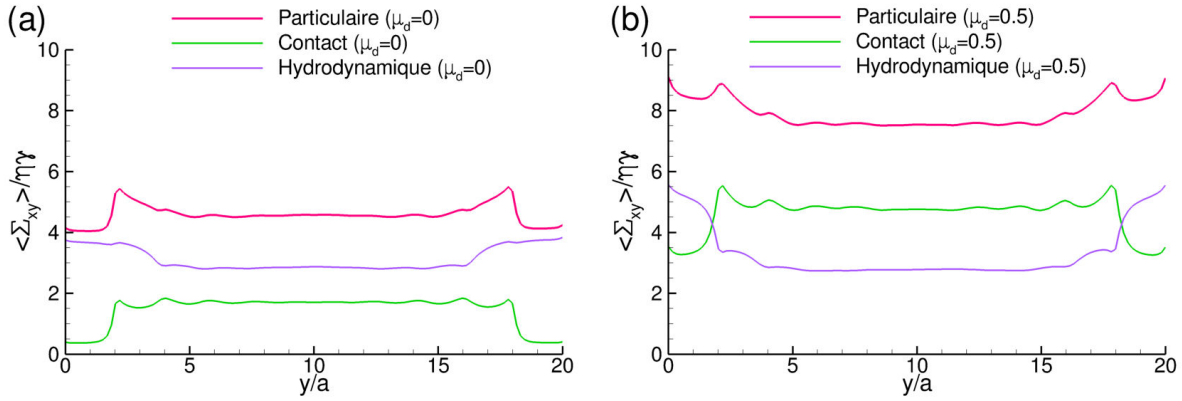 (a)
Particulaire (μd=0)
Contact (μd=0)
Hydrodynamique (μd=0)
10
8
6
4
2
0
<Σxy>/ηγ
0 5 10 15 20
y/a
(b)
Particulaire (μd=0.5)
Contact (μd=0.5)
Hydrodynamique (μd=0.5)
10
8
6
4
2
0
<Σxy>/ηγ
0 5 10 15 20
y/a